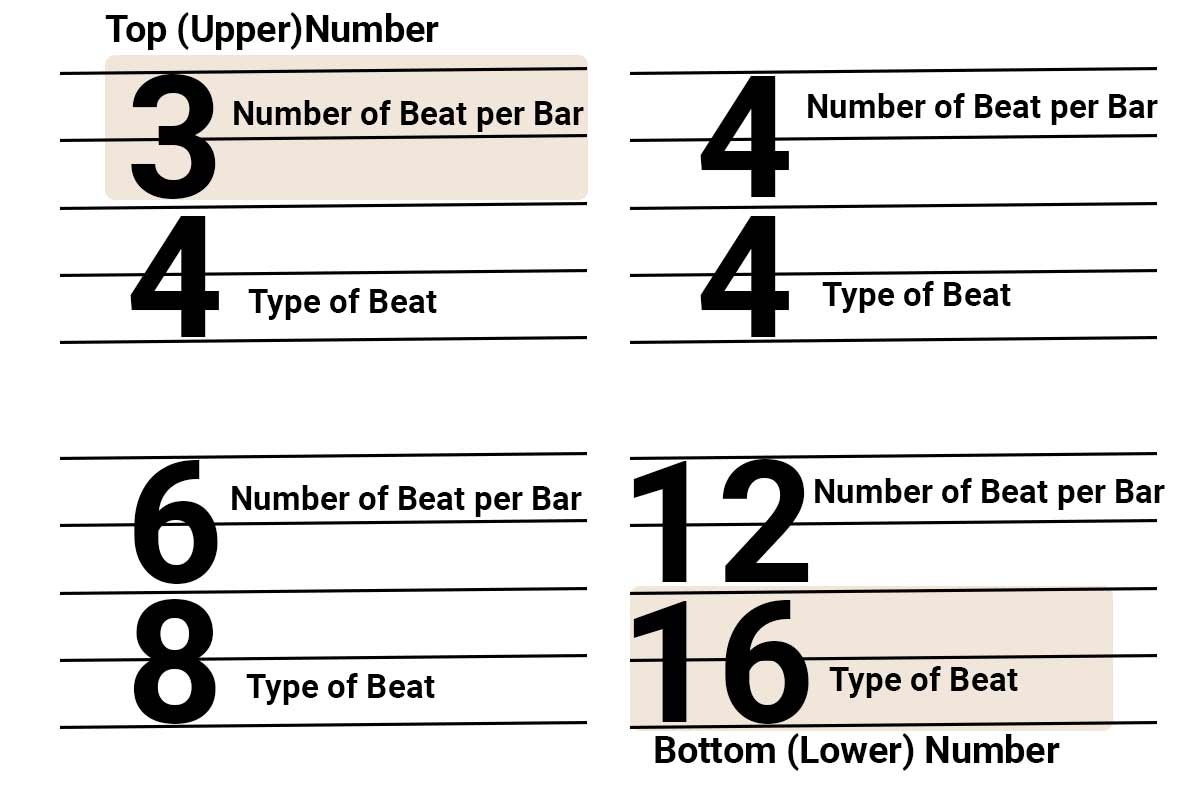 Top (Upper)Number
3 Number of Beat per Bar
4 Type of Beat
4 Number of Beat per Bar
4 Type of Beat
6 Number of Beat per Bar
8 Type of Beat
12 Number of Beat per Bar
16 Type of Beat
Bottom (Lower) Number